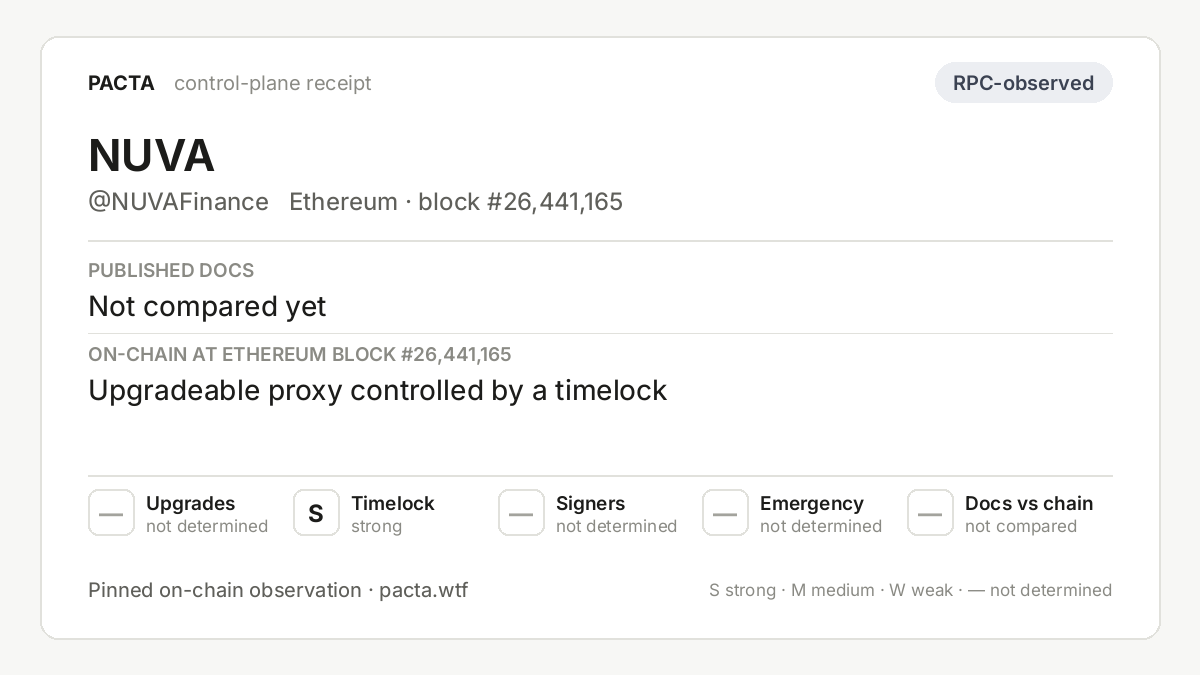 PACTA control-plane receipt RPC-observed
NUVA
@NUVAFinance Ethereum · block #26,441,165
PUBLISHED DOCS
Not compared yet
ON-CHAIN AT ETHEREUM BLOCK #26,441,165
Upgradeable proxy controlled by a timelock
— Upgrades not determined
S Timelock strong
— Signers not determined
— Emergency not determined
— Docs vs chain not compared
Pinned on-chain observation · pacta.wtf
S strong · M medium · W weak · — not determined